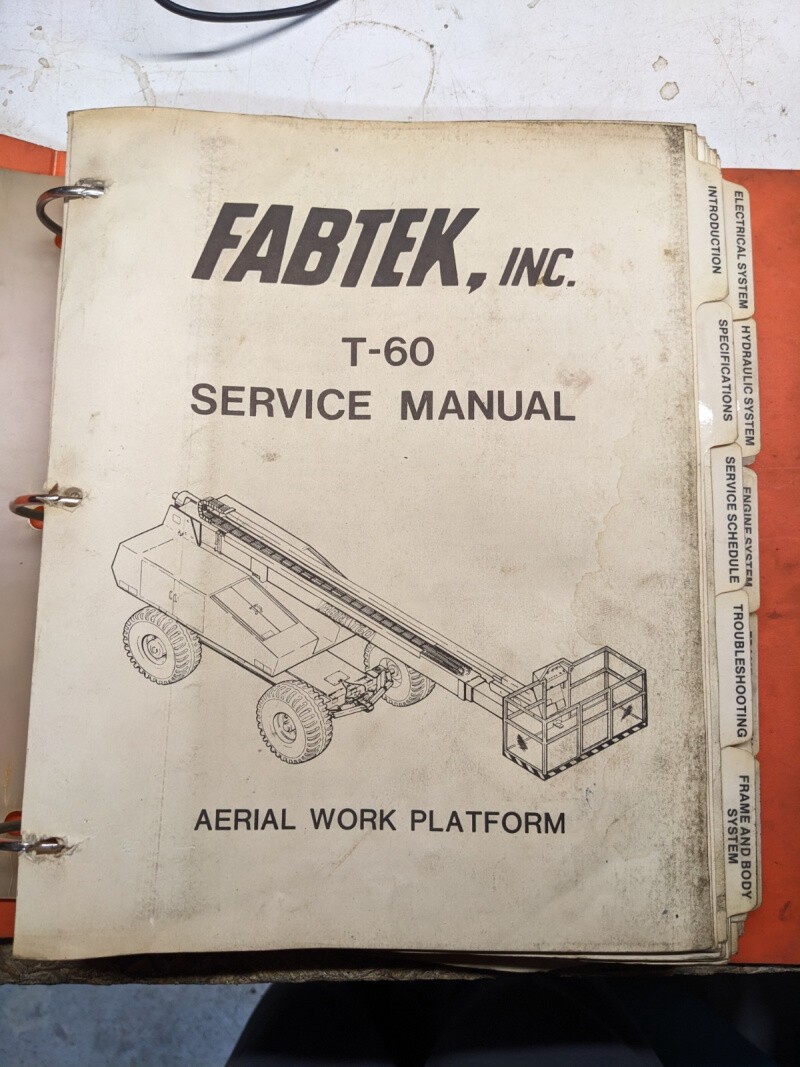 FABTEK, INC.
T-60
SERVICE MANUAL
AERIAL WORK PLATFORM
INTRODUCTION
SPECIFICATIONS
SERVICE SCHEDULE
TROUBLESHOOTING
FRAME AND BODY
SYSTEM
ELECTRICAL SYSTEM
HYDRAULIC SYSTEM
ENGINE SYSTEM